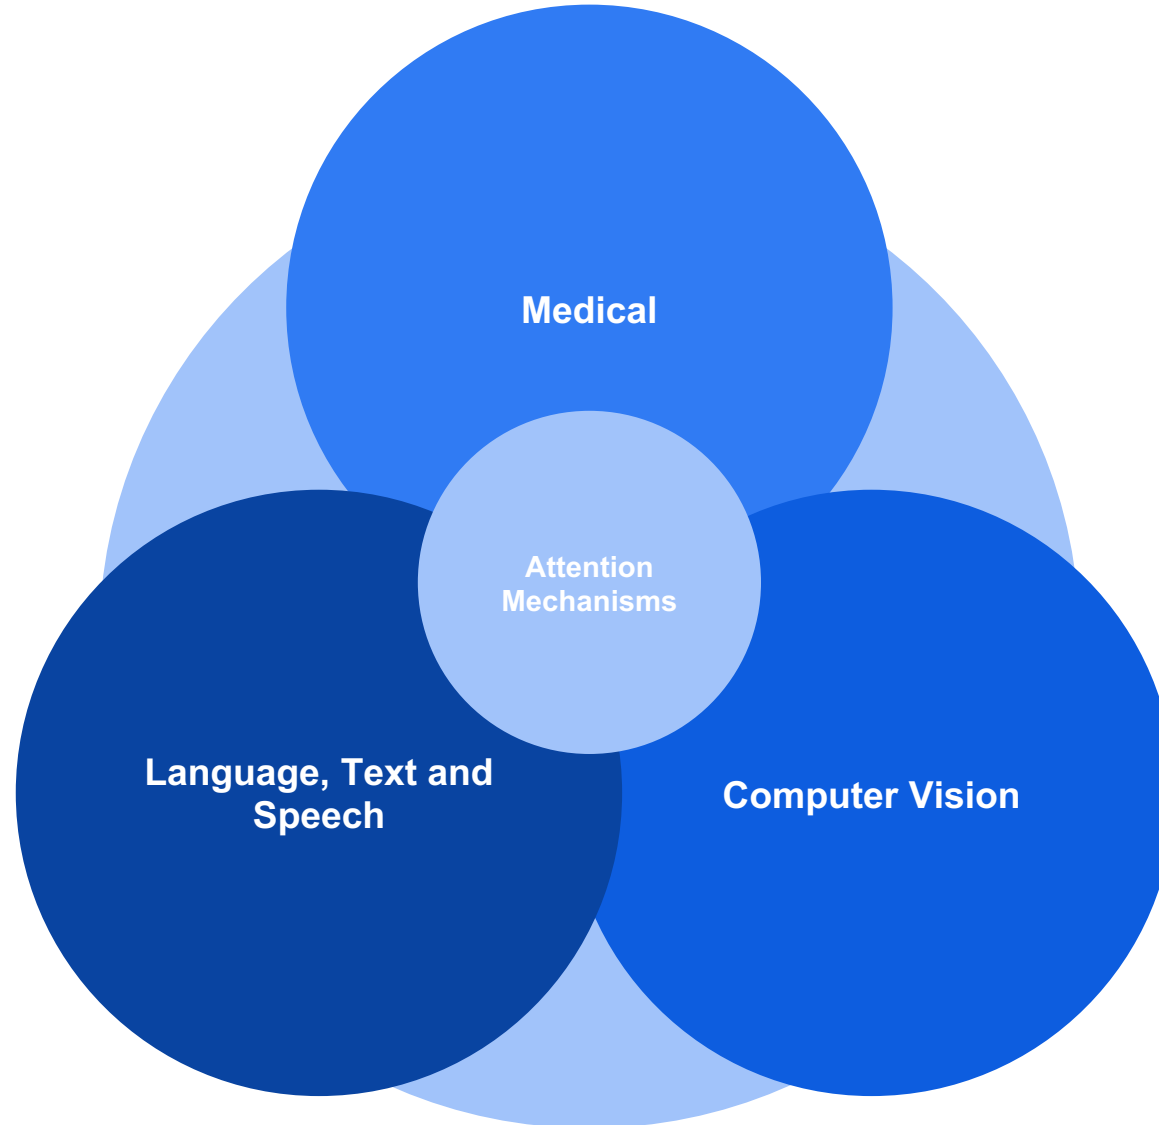 Medical
Attention
Mechanisms
Language, Text and
Speech
Computer Vision